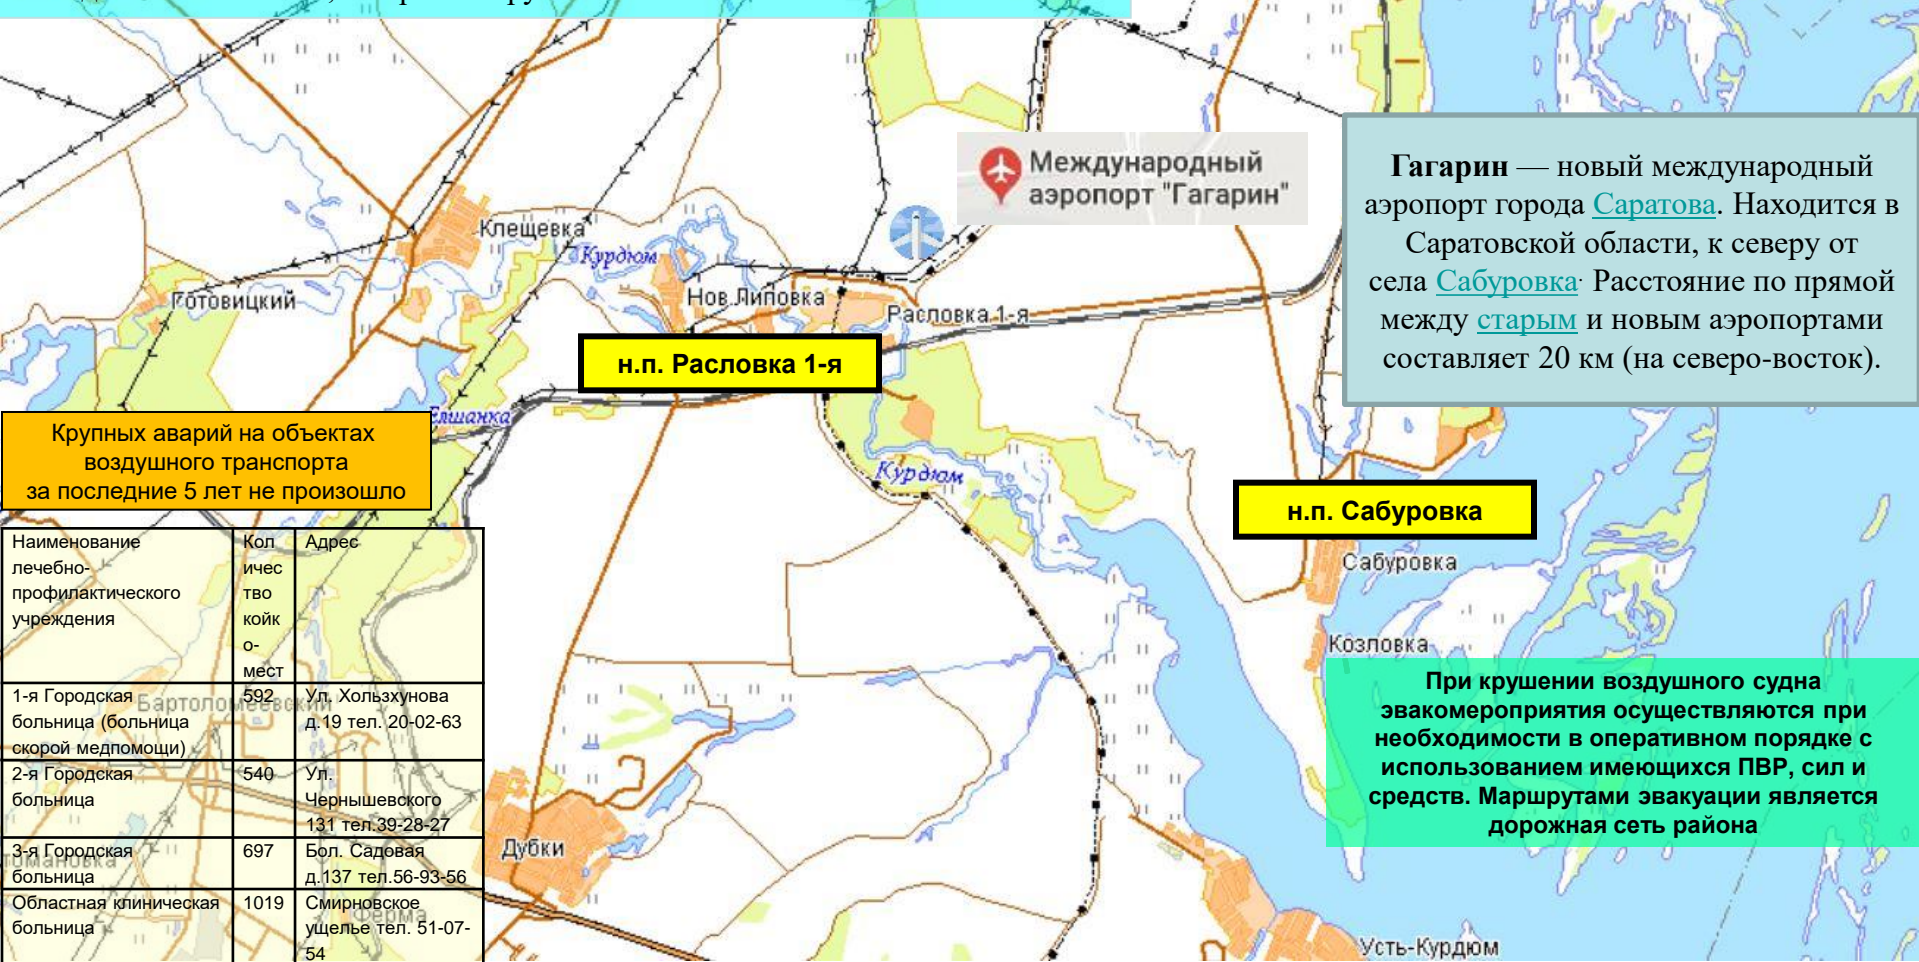 Клещевка
Курдюм
Готовицкий
Нов.Липовка
Расловка 1-я
Международный
аэропорт "Гагарин"
Гагарин — новый международный
аэропорт города Саратова. Находится в
Саратовской области, к северу от
села Сабуровка. Расстояние по прямой
между старым и новым аэропортами
составляет 20 км (на северо-восток).
н.п. Расловка 1-я
Елшанка
Крупных аварий на объектах
воздушного транспорта
за последние 5 лет не произошло
Курдюм
н.п. Сабуровка
Сабуровка
Козловка
Наименование
лечебно-
профилактического
учреждения
Кол
ичес
тво
койк
о-
мест
Адрес
1-я Городская
больница (больница
скорой медпомощи)
592
Ул. Хользхунова
д.19 тел. 20-02-63
Бартоломеевский
2-я Городская
больница
540
Ул.
Чернышевского
131 тел.39-28-27
3-я Городская
больница
697
Бол. Садовая
д.137 тел.56-93-56
Областная клиническая
больница
1019
Смирновское
ущелье тел. 51-07-
54
Ферма
Дубки
При крушении воздушного судна
эвакомероприятия осуществляются при
необходимости в оперативном порядке с
использованием имеющихся ПВР, сил и
средств. Маршрутами эвакуации является
дорожная сеть района
Усть-Курдюм